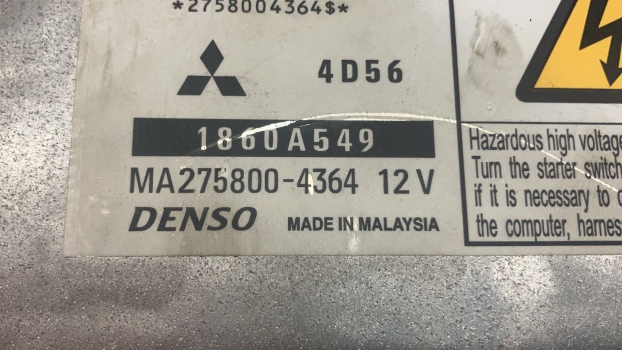 *2758004364$*
4D56
1860A549
MA275800-4364 12V
DENSO MADE IN MALAYSIA
Hazardous high voltage
Turn the starter switch
if it is necessary to
the computer, harness